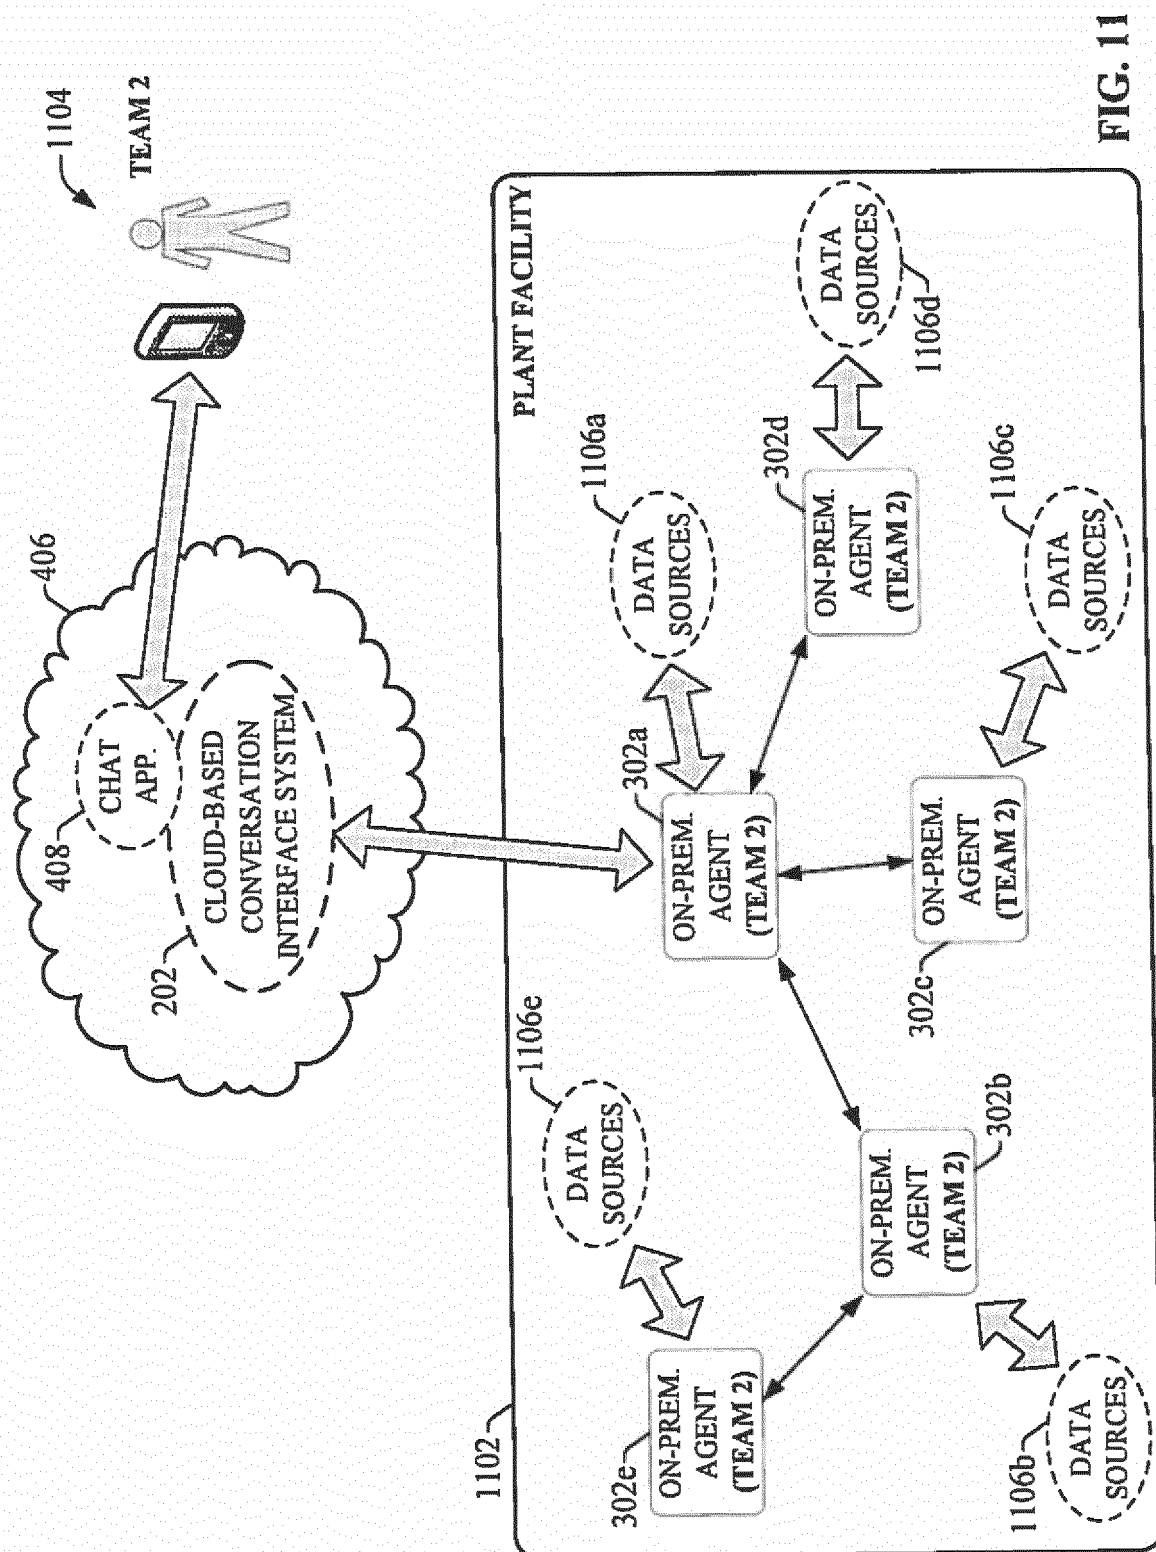 1104
TEAM 2
406
408
CHAT
APP.
202
CLOUD-BASED
CONVERSATION
INTERFACE SYSTEM
1102
PLANT FACILITY
1106e
DATA
SOURCES
1106a
DATA
SOURCES
302e
ON-PREM.
AGENT
(TEAM 2)
302a
ON-PREM.
AGENT
(TEAM 2)
302d
ON-PREM.
AGENT
(TEAM 2)
DATA
SOURCES
1106d
ON-PREM.
AGENT
(TEAM 2)
302b
302c
ON-PREM.
AGENT
(TEAM 2)
1106c
DATA
SOURCES
1106b
DATA
SOURCES
FIG. 11